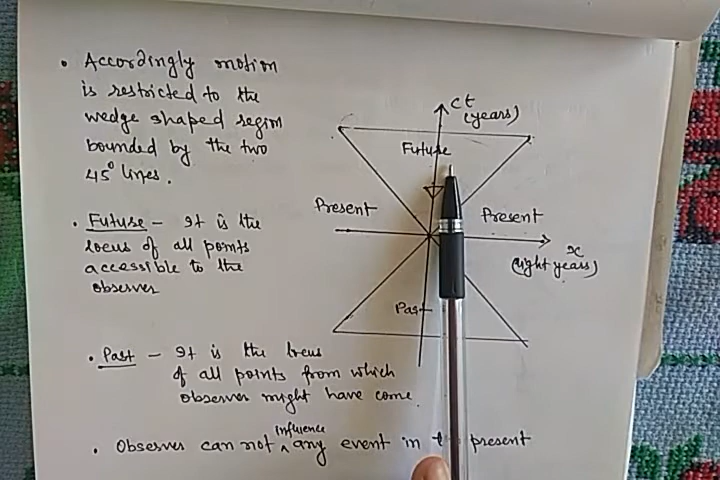 • Accordingly motion
is restricted to the
wedge shaped region
bounded by the two
45° lines.
• Future - It is the
locus of all points
accessible to the
observer
• Past - It is the locus
of all points from which
observer might have come.
• Observer can not influence any event in present
ct
(years)
Future
Present
Present
x
(light years)
Past